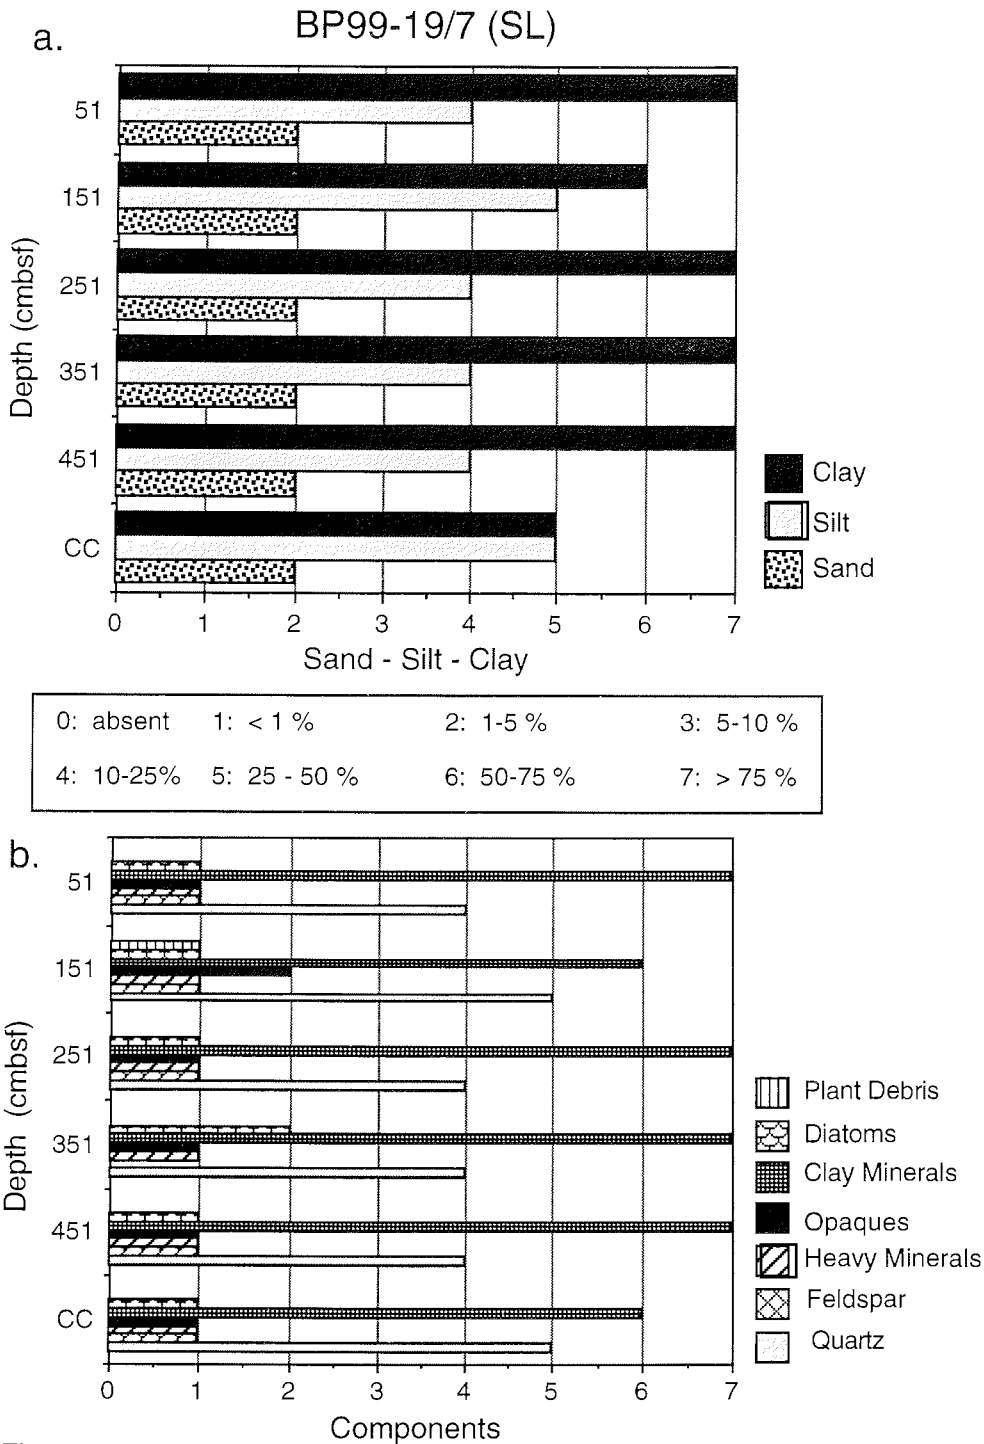 BP99-19/7 (SL)
a.
Depth (cmbsf)
51
151
251
351
451
CC
0 1 2 3 4 5 6 7
Sand - Silt - Clay
Clay
Silt
Sand
0: absent 1: < 1 % 2: 1-5 % 3: 5-10 %
4: 10-25% 5: 25 - 50 % 6: 50-75 % 7: > 75 %
b.
Depth (cmbsf)
51
151
251
351
451
CC
0 1 2 3 4 5 6 7
Components
Plant Debris
Diatoms
Clay Minerals
Opaques
Heavy Minerals
Feldspar
Quartz